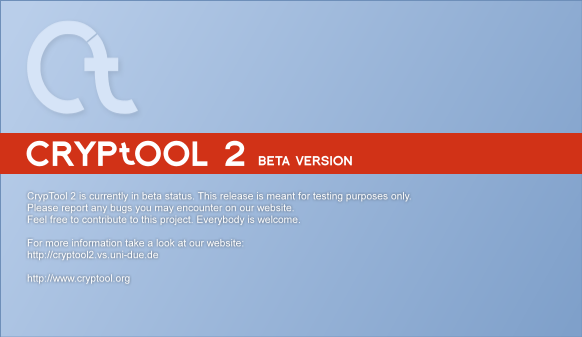 Ct
CRYPtOOL 2 BETA VERSION
CrypTool 2 is currently in beta status. This release is meant for testing purposes only.
Please report any bugs you may encounter on our website.
Feel free to contribute to this project. Everybody is welcome.
For more information take a look at our website:
http://cryptool2.vs.uni-due.de
http://www.cryptool.org